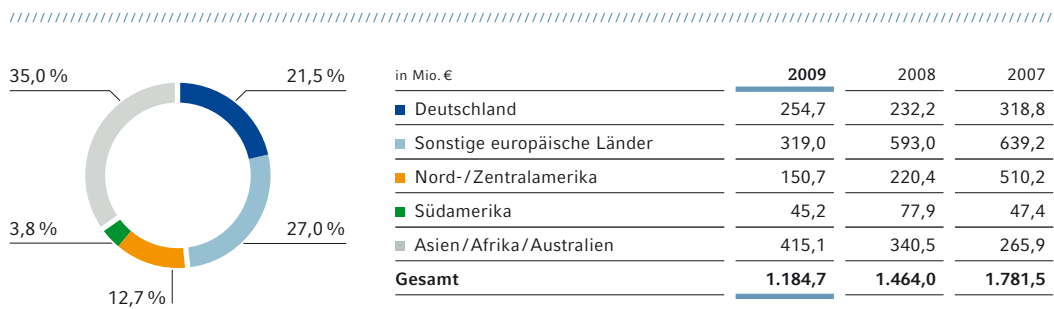 35,0 %
21,5 %
3,8 %
27,0 %
12,7 %
in Mio. € 2009 2008 2007
Deutschland 254,7 232,2 318,8
Sonstige europäische Länder 319,0 593,0 639,2
Nord-/Zentralamerika 150,7 220,4 510,2
Südamerika 45,2 77,9 47,4
Asien/Afrika/Australien 415,1 340,5 265,9
Gesamt 1.184,7 1.464,0 1.781,5